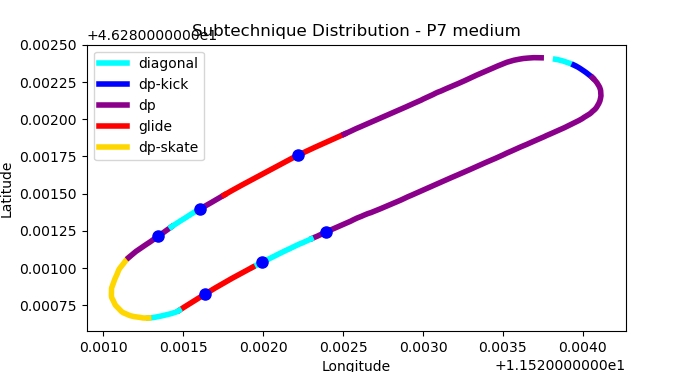 Subtechnique Distribution - P7 medium
+4.6280000000e1
0.00250
0.00225
0.00200
0.00175
0.00150
0.00125
0.00100
0.00075
Latitude
diagonal
dp-kick
dp
glide
dp-skate
0.0010 0.0015 0.0020 0.0025 0.0030 0.0035 0.0040
Longitude
+1.1520000000e1